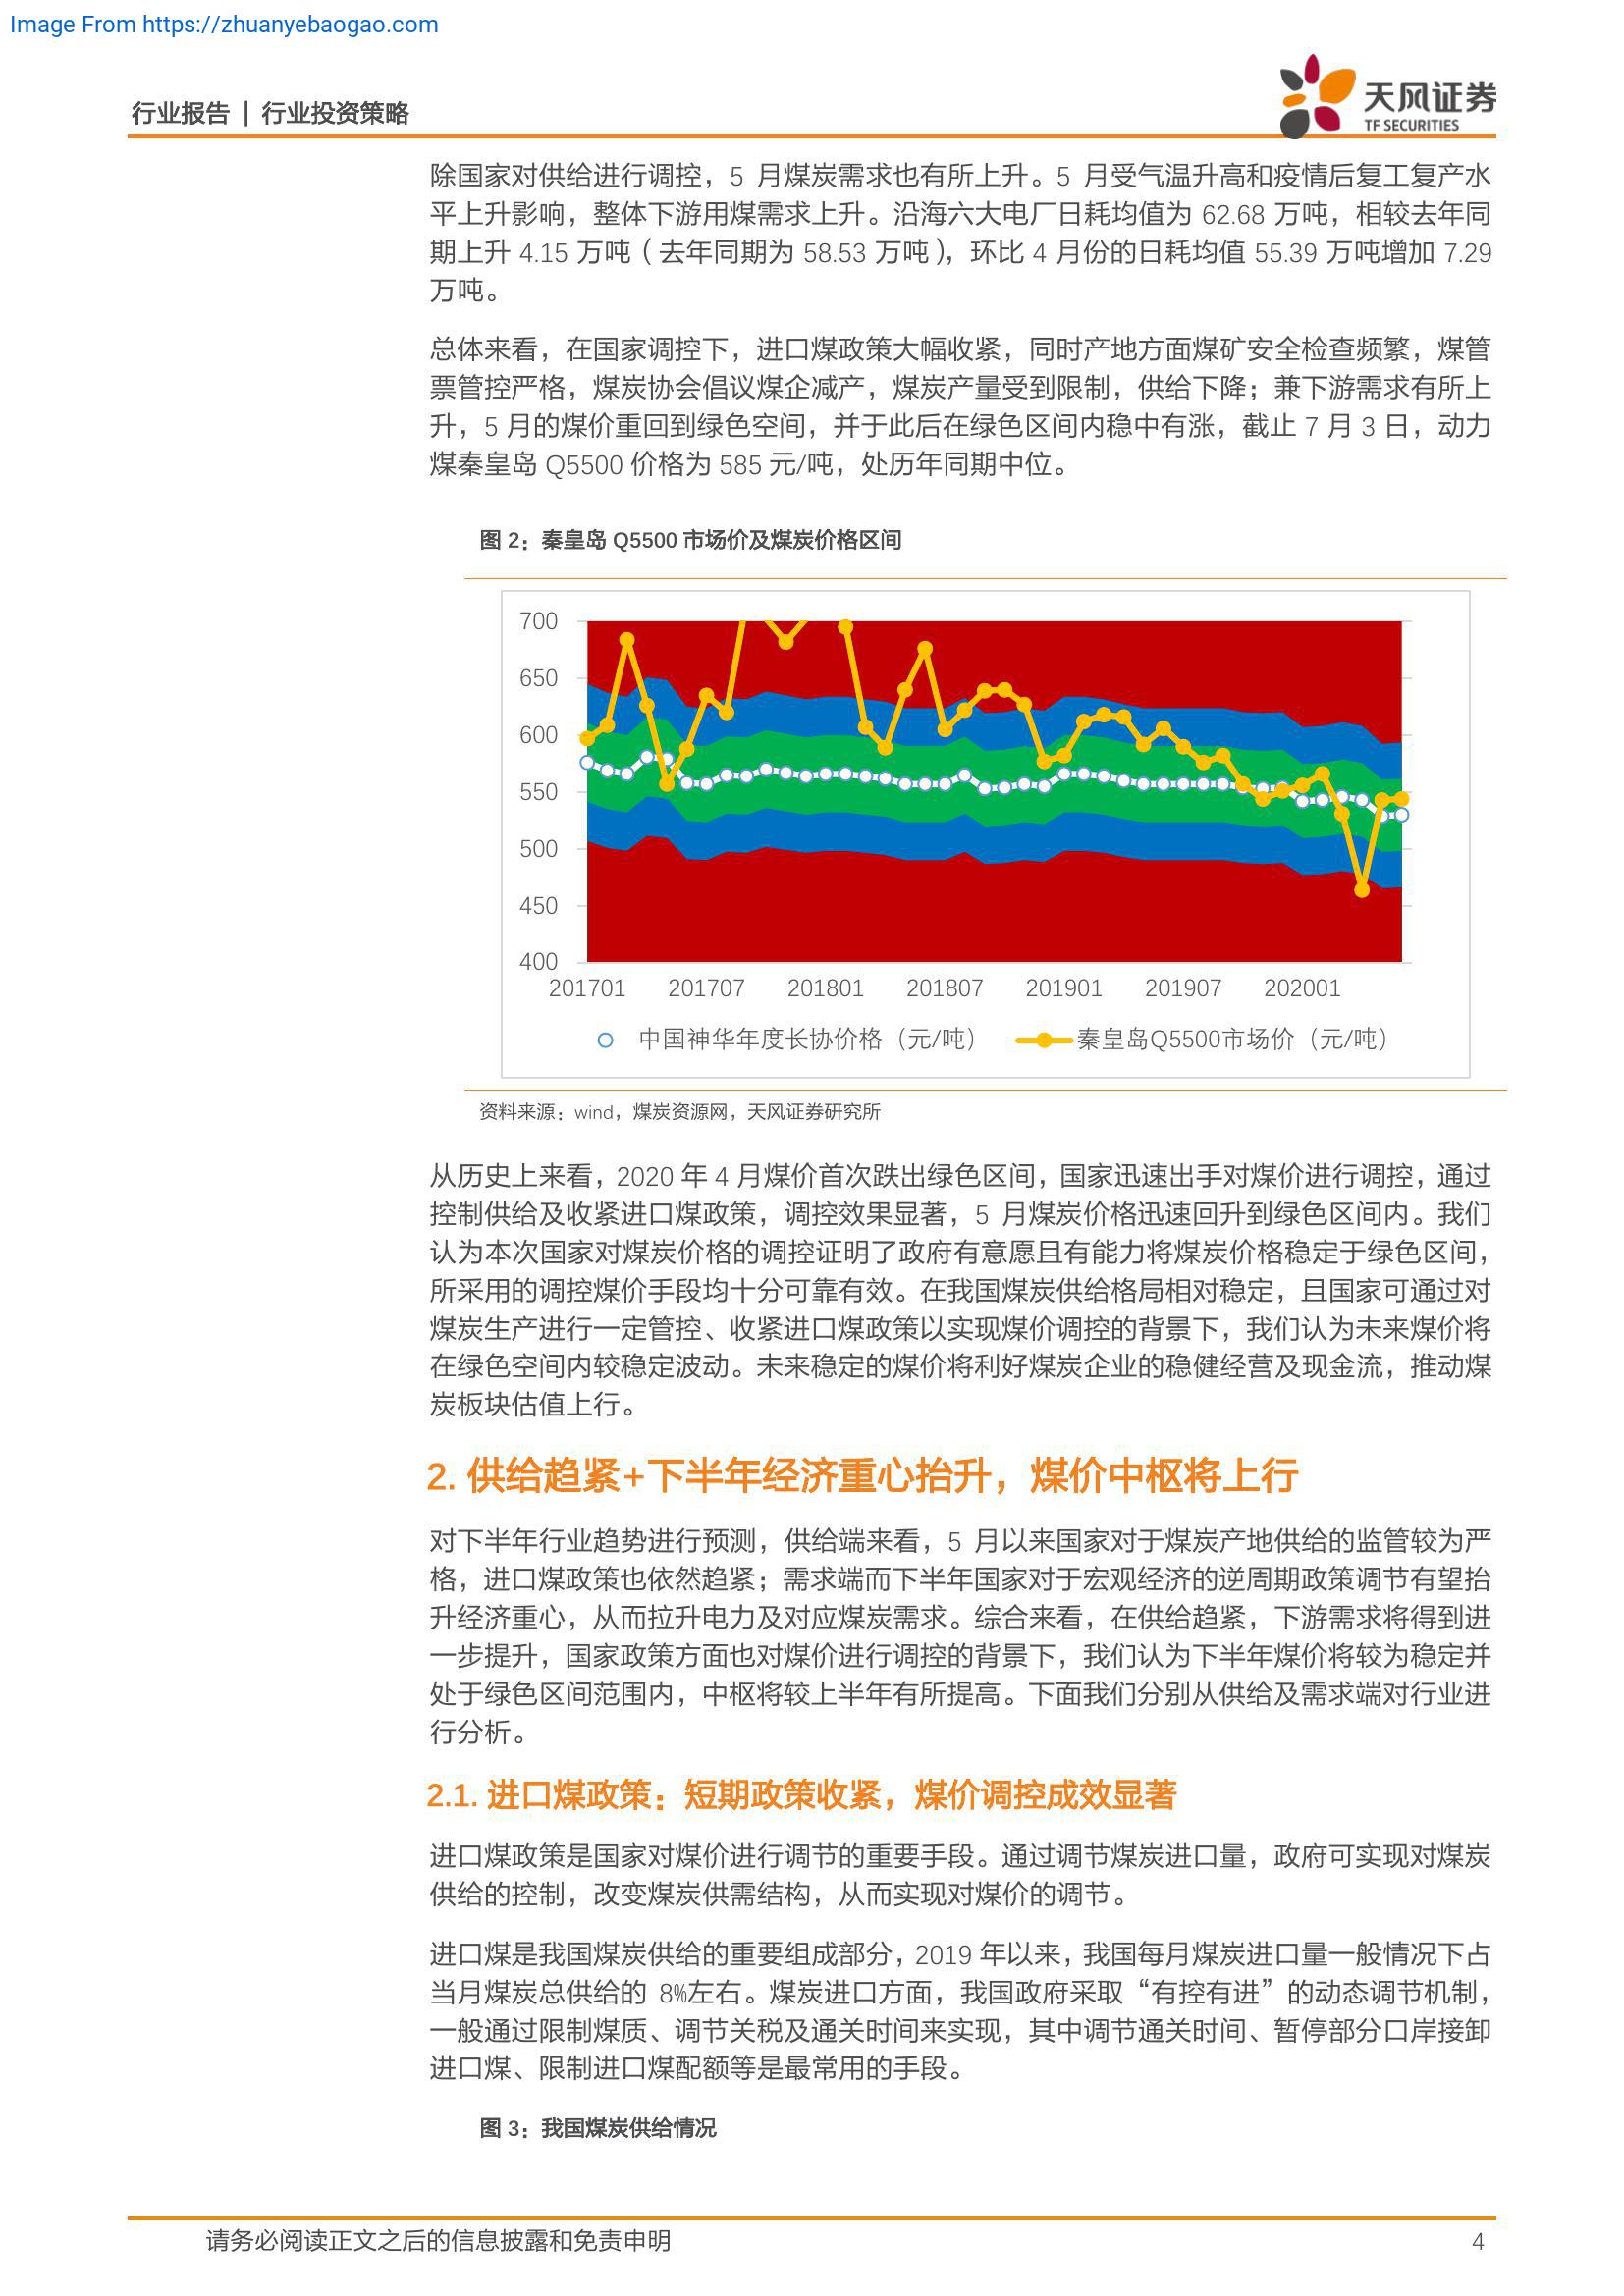 Image From https://zhuanyebaogao.com
行业报告 | 行业投资策略
天风证券
TF SECURITIES
除国家对供给进行调控，5 月煤炭需求也有所上升。5 月受气温升高和疫情后复工复产水
平上升影响，整体下游用煤需求上升。沿海六大电厂日耗均值为 62.68 万吨，相较去年同
期上升 4.15 万吨（去年同期为 58.53 万吨），环比 4 月份的日耗均值 55.39 万吨增加 7.29
万吨。
总体来看，在国家调控下，进口煤政策大幅收紧，同时产地方面煤矿安全检查频繁，煤管
票管控严格，煤炭协会倡议煤企减产，煤炭产量受到限制，供给下降；兼下游需求有所上
升，5 月的煤价重回到绿色空间，并于此后在绿色区间内稳中有涨，截止 7 月 3 日，动力
煤秦皇岛 Q5500 价格为 585 元/吨，处历年同期中位。
图 2：秦皇岛 Q5500 市场价及煤炭价格区间
700
650
600
550
500
450
400
201701 201707 201801 201807 201901 201907 202001
中国神华年度长协价格（元/吨） 秦皇岛Q5500市场价（元/吨）
资料来源：wind，煤炭资源网，天风证券研究所
从历史上来看，2020 年 4 月煤价首次跌出绿色区间，国家迅速出手对煤价进行调控，通过
控制供给及收紧进口煤政策，调控效果显著，5 月煤炭价格迅速回升到绿色区间内。我们
认为本次国家对煤炭价格的调控证明了政府有意愿且有能力将煤炭价格稳定于绿色区间，
所采用的调控煤价手段均十分可靠有效。在我国煤炭供给格局相对稳定，且国家可通过对
煤炭生产进行一定管控、收紧进口煤政策以实现煤价调控的背景下，我们认为未来煤价将
在绿色空间内较稳定波动。未来稳定的煤价将利好煤炭企业的稳健经营及现金流，推动煤
炭板块估值上行。
2. 供给趋紧+下半年经济重心抬升，煤价中枢将上行
对下半年行业趋势进行预测，供给端来看，5 月以来国家对于煤炭产地供给的监管较为严
格，进口煤政策也依然趋紧；需求端而下半年国家对于宏观经济的逆周期政策调节有望抬
升经济重心，从而拉升电力及对应煤炭需求。综合来看，在供给趋紧，下游需求将得到进
一步提升，国家政策方面也对煤价进行调控的背景下，我们认为下半年煤价将较为稳定并
处于绿色区间范围内，中枢将较上半年有所提高。下面我们分别从供给及需求端对行业进
行分析。
2.1. 进口煤政策：短期政策收紧，煤价调控成效显著
进口煤政策是国家对煤价进行调节的重要手段。通过调节煤炭进口量，政府可实现对煤炭
供给的控制，改变煤炭供需结构，从而实现对煤价的调节。
进口煤是我国煤炭供给的重要组成部分，2019 年以来，我国每月煤炭进口量一般情况下占
当月煤炭总供给的 8%左右。煤炭进口方面，我国政府采取“有控有进”的动态调节机制，
一般通过限制煤质、调节关税及通关时间来实现，其中调节通关时间、暂停部分口岸接卸
进口煤、限制进口煤配额等是最常用的手段。
图 3：我国煤炭供给情况
请务必阅读正文之后的信息披露和免责申明 4